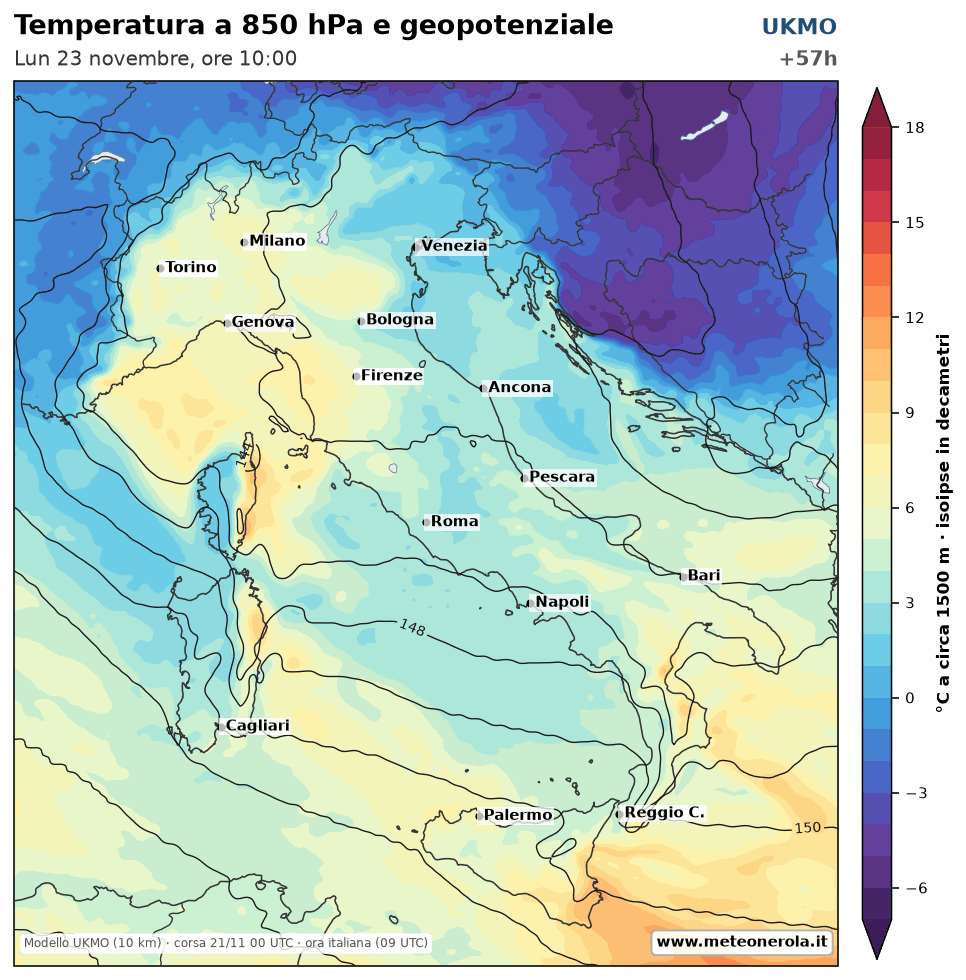 Temperatura a 850 hPa e geopotenziale
UKMO
Lun 23 novembre, ore 10:00
+57h
Milano
Venezia
Torino
Genova
Bologna
Firenze
Ancona
144
Pescara
Roma
Bari
Napoli
148
Cagliari
Palermo
Reggio C.
150
18
15
12
9
6
3
0
−3
−6
°C a circa 1500 m · isoipse in decametri
Modello UKMO (10 km) · corsa 21/11 00 UTC · ora italiana (09 UTC)
www.meteonerola.it